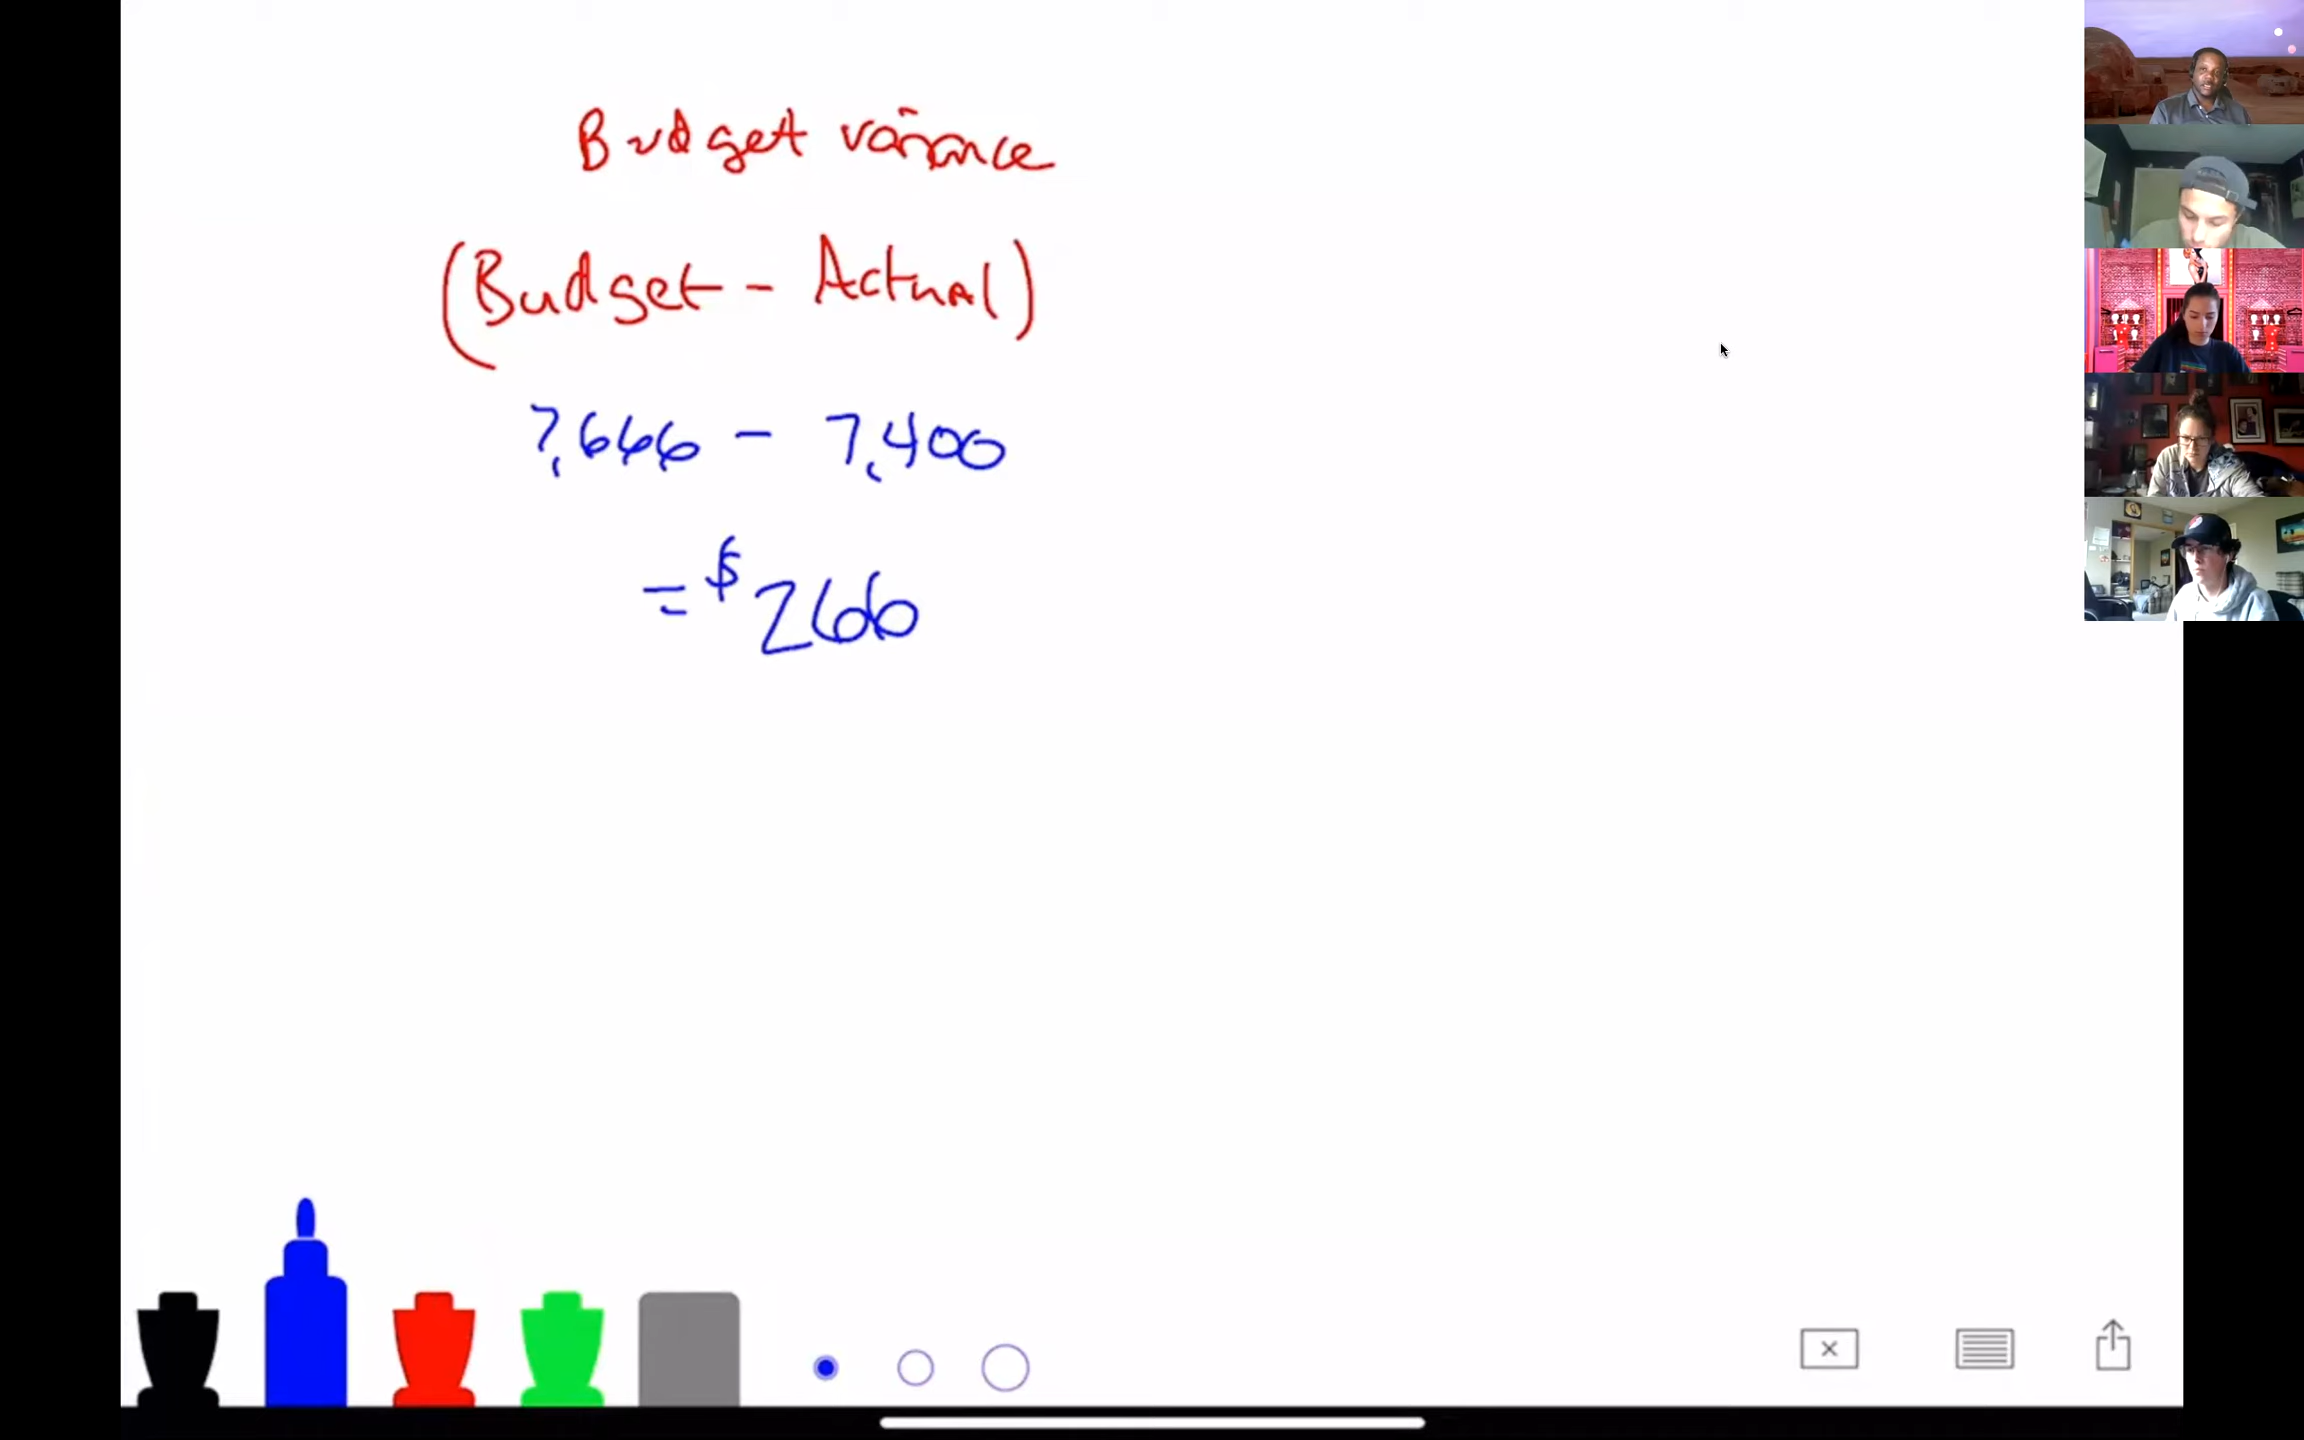 Budget variance
(Budget - Actual)
7,666 - 7,400
= $266